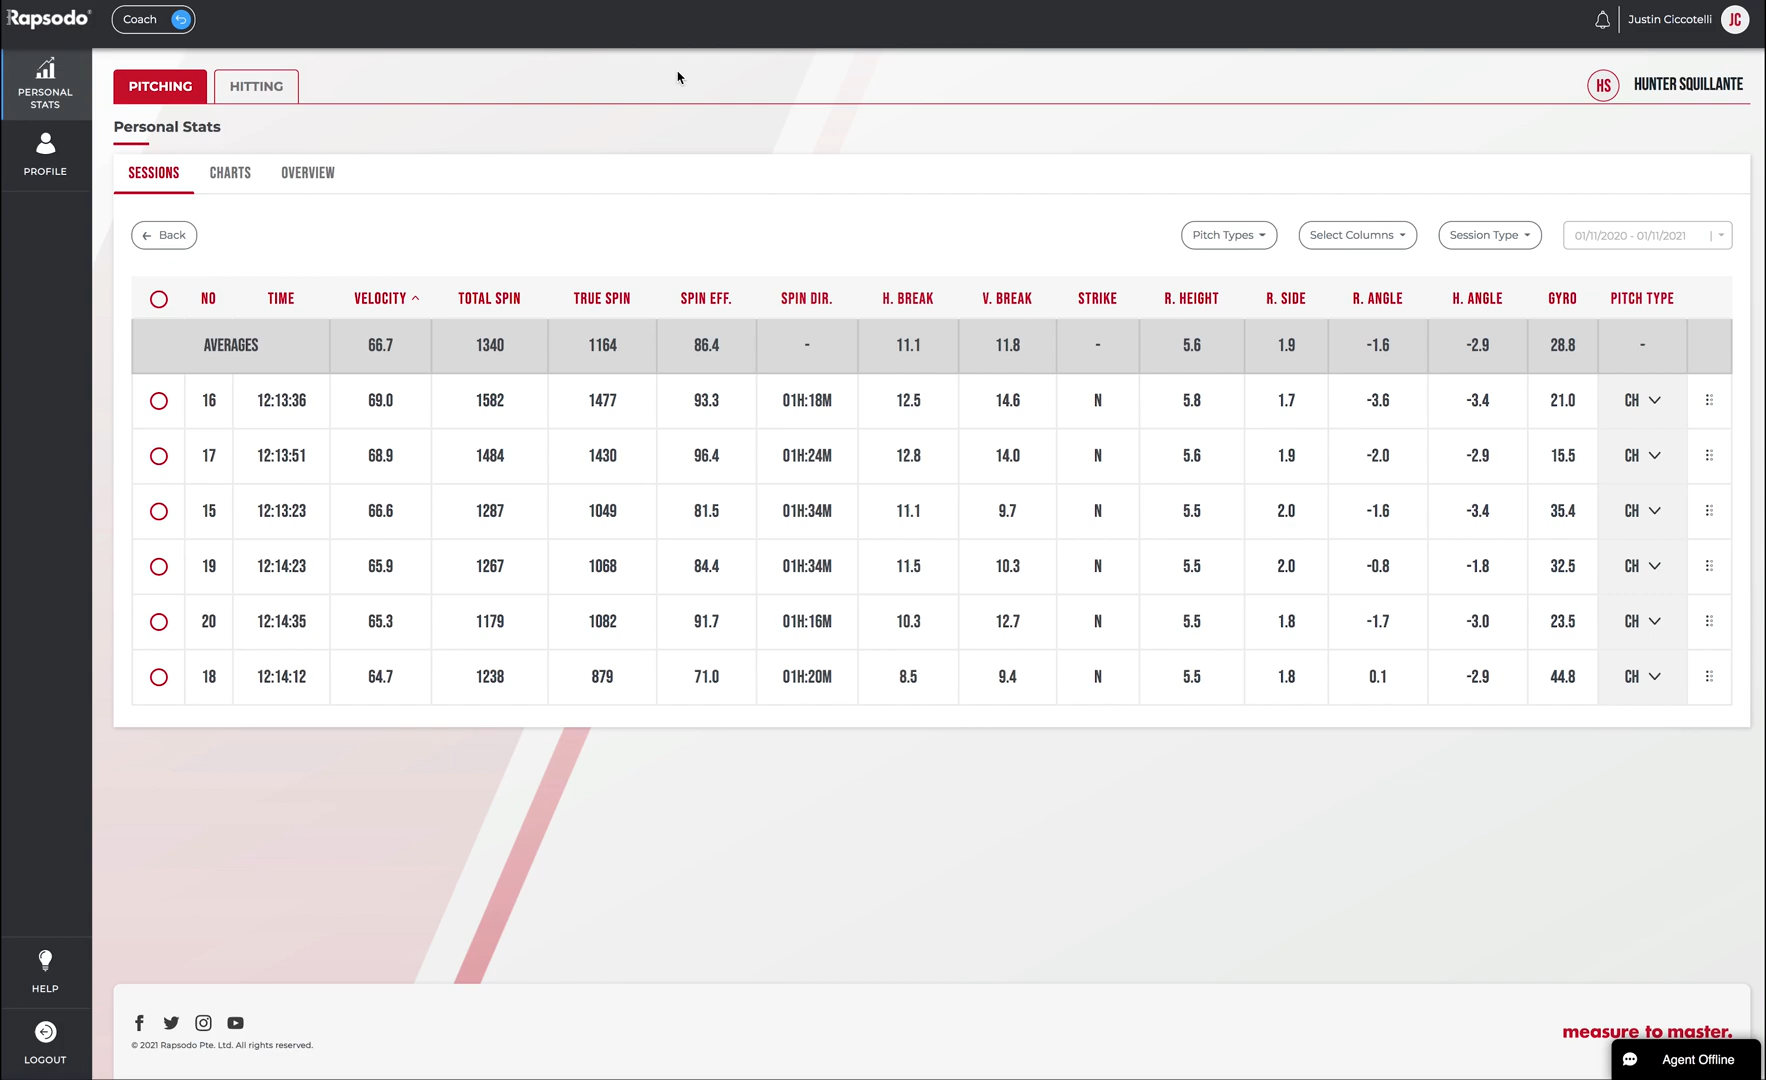 Rapsodo
Coach
Justin Ciccotelli JC
PERSONAL
STATS
PROFILE
PITCHING HITTING
HS HUNTER SQUILLANTE
Personal Stats
SESSIONS CHARTS OVERVIEW
Back Pitch Types Select Columns Session Type 01/11/2020 - 01/11/2021
NO TIME VELOCITY TOTAL SPIN TRUE SPIN SPIN EFF. SPIN DIR. H. BREAK V. BREAK STRIKE R. HEIGHT R. SIDE R. ANGLE H. ANGLE GYRO PITCH TYPE
AVERAGES 66.7 1340 1164 86.4 - 11.1 11.8 - 5.6 1.9 -1.6 -2.9 28.8 -
16 12:13:36 69.0 1582 1477 93.3 01H:18M 12.5 14.6 N 5.8 1.7 -3.6 -3.4 21.0 CH
17 12:13:51 68.9 1484 1430 96.4 01H:24M 12.8 14.0 N 5.6 1.9 -2.0 -2.9 15.5 CH
15 12:13:23 66.6 1287 1049 81.5 01H:34M 11.1 9.7 N 5.5 2.0 -1.6 -3.4 35.4 CH
19 12:14:23 65.9 1267 1068 84.4 01H:34M 11.5 10.3 N 5.5 2.0 -0.8 -1.8 32.5 CH
20 12:14:35 65.3 1179 1082 91.7 01H:16M 10.3 12.7 N 5.5 1.8 -1.7 -3.0 23.5 CH
18 12:14:12 64.7 1238 879 71.0 01H:20M 8.5 9.4 N 5.5 1.8 0.1 -2.9 44.8 CH
HELP
LOGOUT
© 2021 Rapsodo Pte. Ltd. All rights reserved.
measure to master.
Agent Offline